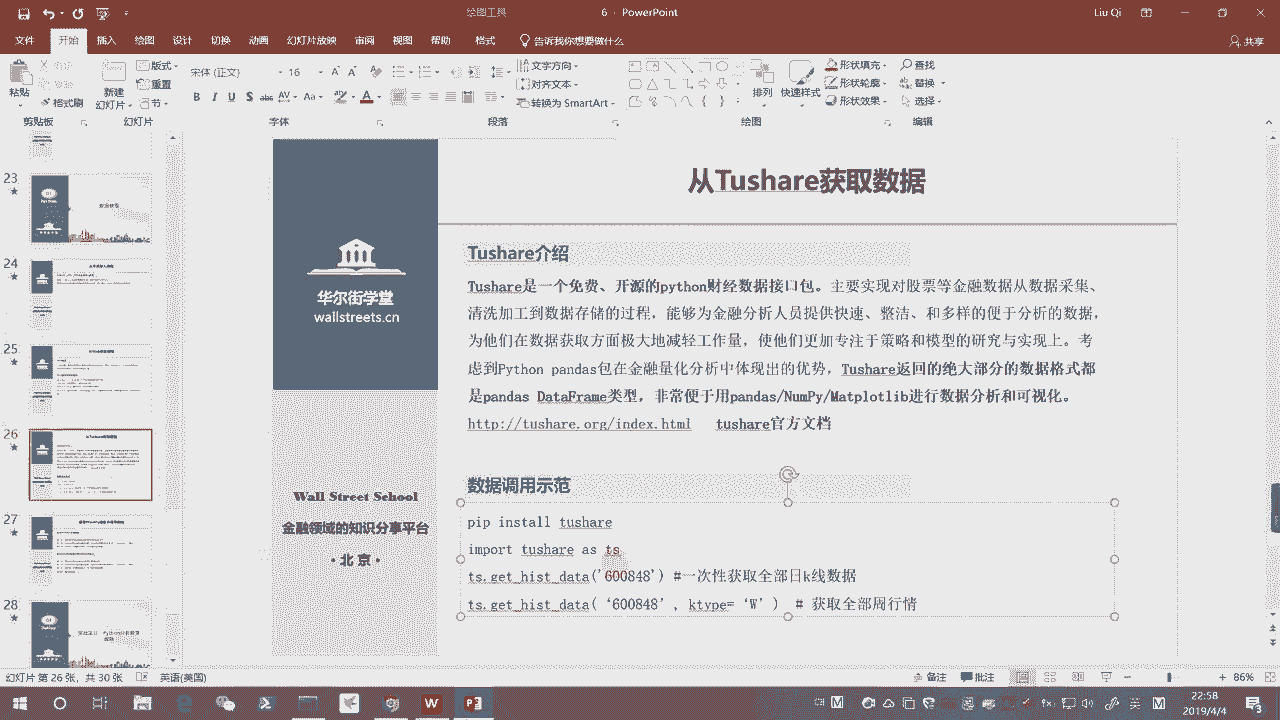 绘图工具
6 - PowerPoint
Liu Qi
文件 开始 插入 绘图 设计 切换 动画 幻灯片放映 审阅 视图 帮助 格式 告诉我你想要做什么 共享
粘贴 格式刷 剪贴板
新建 幻灯片 版式 重置 节 幻灯片
宋体 (正文) 16
B I U S abc AV Aa A 字体
文字方向 对齐文本 转换为 SmartArt 段落
排列 快速样式 形状填充 形状轮廓 形状效果 绘图
查找 替换 选择 编辑
23
24
25
26
27
28
华尔街学堂
wallstreets.cn
Wall Street School
金融领域的知识分享平台
·北京·
从Tushare获取数据
Tushare介绍
Tushare是一个免费、开源的python财经数据接口包。主要实现对股票等金融数据从数据采集、
清洗加工到数据存储的过程，能够为金融分析人员提供快速、整洁、和多样的便于分析的数据，
为他们在数据获取方面极大地减轻工作量，使他们更加专注于策略和模型的研究与实现上。考
虑到Python pandas包在金融量化分析中体现出的优势，Tushare返回的绝大部分的数据格式都
是pandas DataFrame类型，非常便于用pandas/NumPy/Matplotlib进行数据分析和可视化。
http://tushare.org/index.html tushare官方文档
数据调用示范
pip install tushare
import tushare as ts
ts.get_hist_data('600848') #一次性获取全部日k线数据
ts.get_hist_data( ‘600848’ , ktype= ‘W’ ) # 获取全部周行情
幻灯片 第 26 张，共 30 张 英语(美国) 备注 批注 86%
22:58
2019/4/4